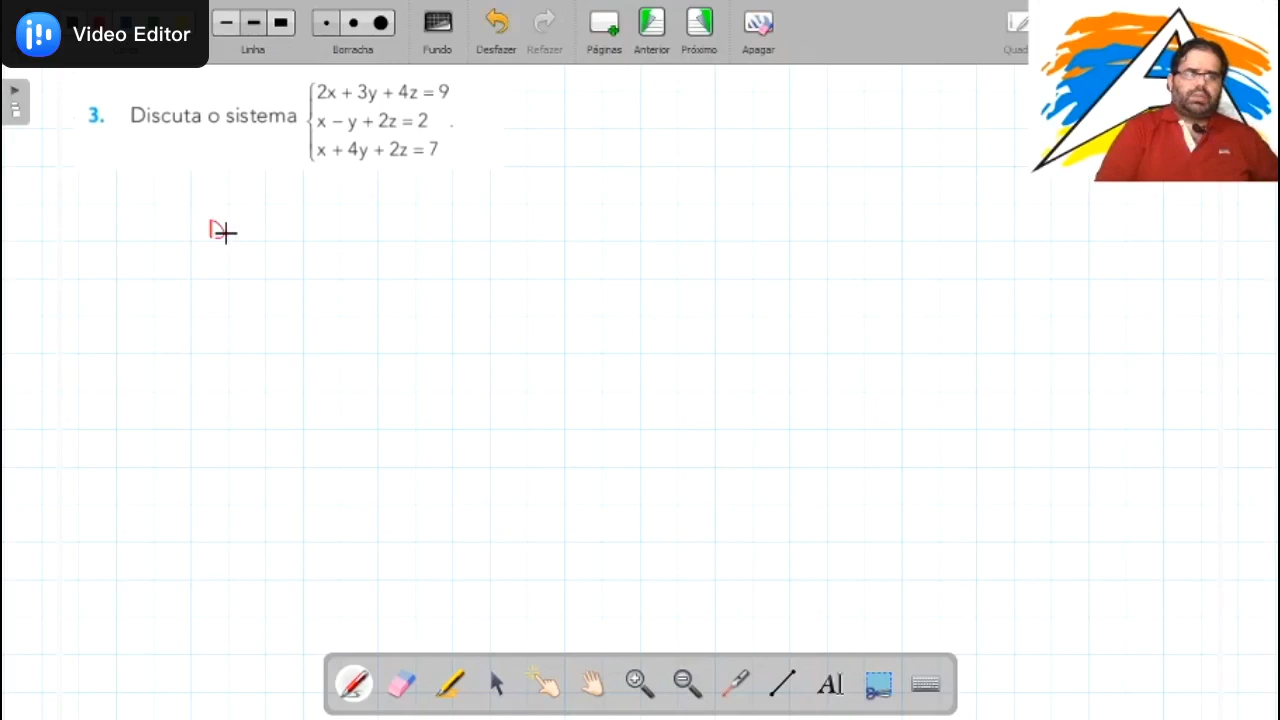 Video Editor
Linha
Borracha
Fundo
Desfazer
Refazer
Páginas
Anterior
Próximo
Apagar
Quad
3. Discuta o sistema
2x + 3y + 4z = 9
x − y + 2z = 2 .
x + 4y + 2z = 7
D
AI